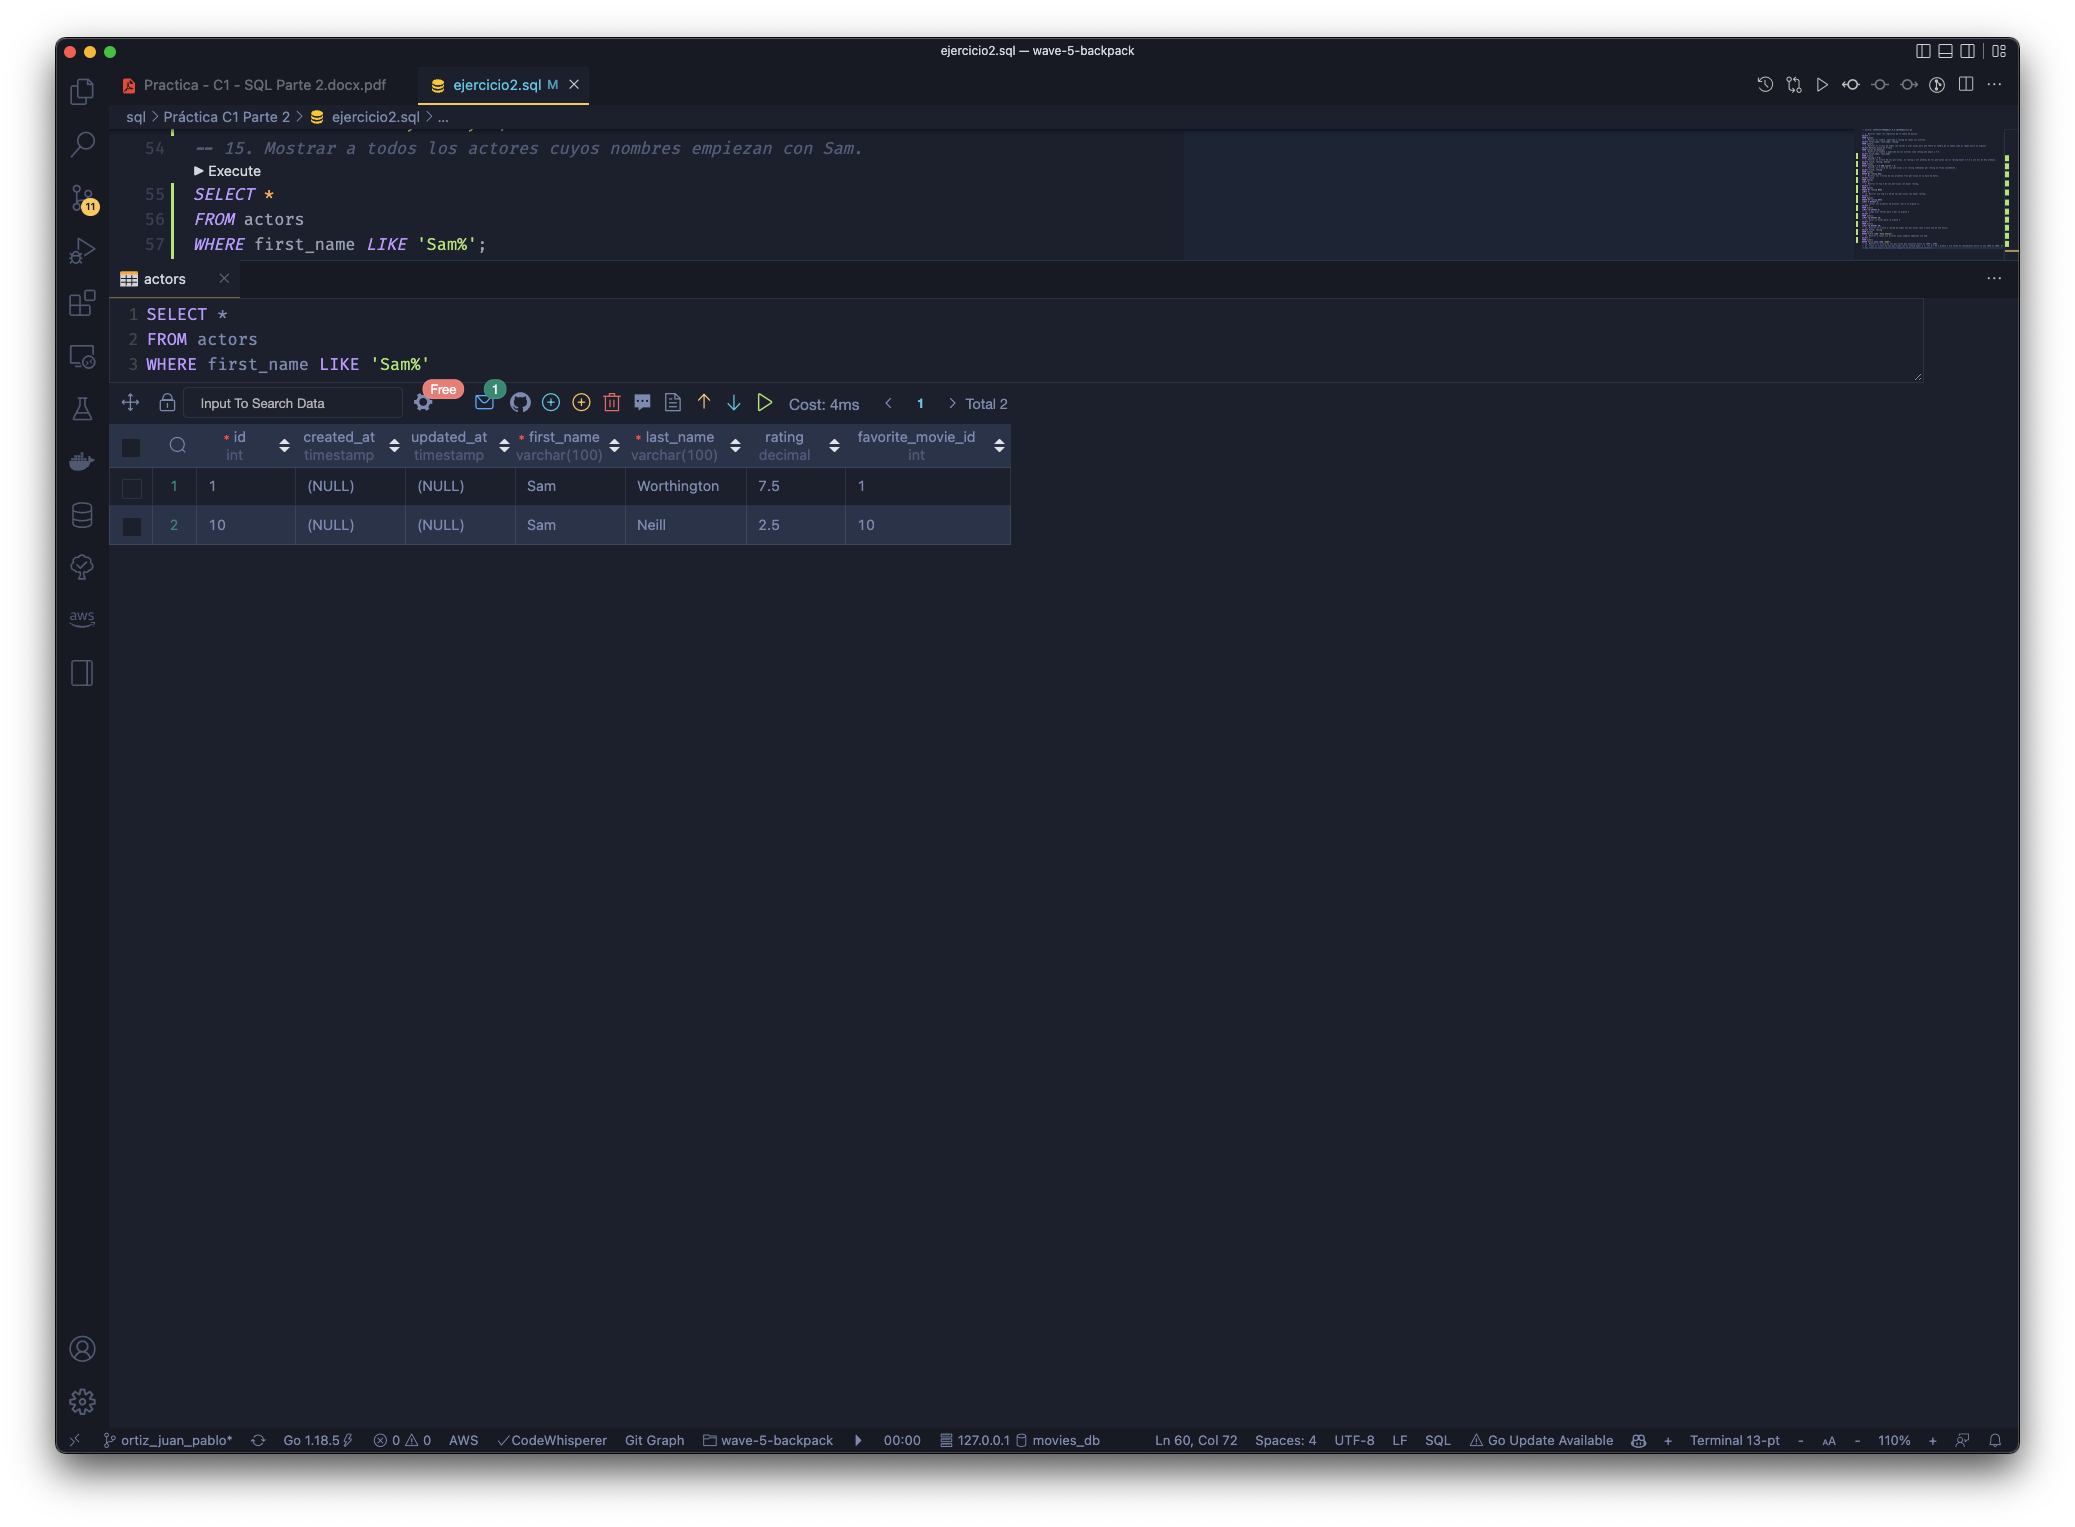 ejercicio2.sql — wave-5-backpack
Practica - C1 - SQL Parte 2.docx.pdf
ejercicio2.sql M
sql > Práctica C1 Parte 2 > ejercicio2.sql > ...
54 -- 15. Mostrar a todos los actores cuyos nombres empiezan con Sam.
Execute
55 SELECT *
56 FROM actors
57 WHERE first_name LIKE 'Sam%';
11
actors
1 SELECT *
2 FROM actors
3 WHERE first_name LIKE 'Sam%'
Input To Search Data Free 1 Cost: 4ms < 1 > Total 2
* id created_at updated_at * first_name * last_name rating favorite_movie_id
int timestamp timestamp varchar(100) varchar(100) decimal int
1 1 (NULL) (NULL) Sam Worthington 7.5 1
2 10 (NULL) (NULL) Sam Neill 2.5 10
aws
ortiz_juan_pablo* Go 1.18.5 0 0 AWS CodeWhisperer Git Graph wave-5-backpack 00:00 127.0.0.1 movies_db Ln 60, Col 72 Spaces: 4 UTF-8 LF SQL Go Update Available + Terminal 13-pt - AA - 110% +